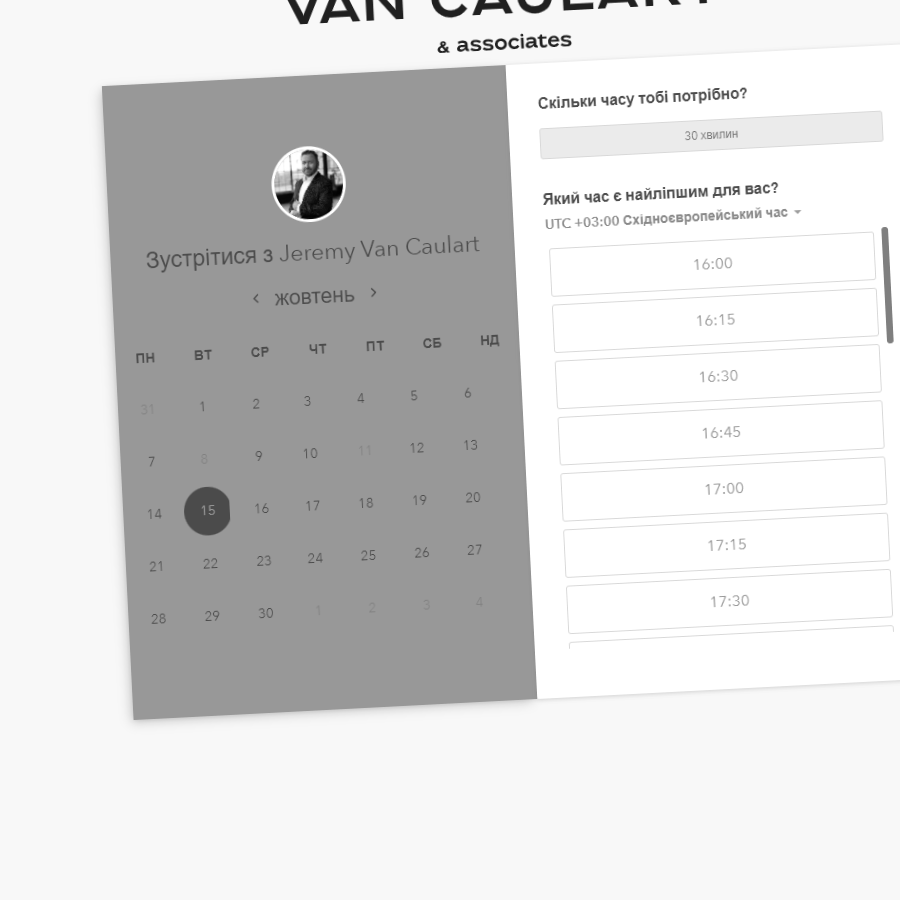 VAN CAULART
& associates
Зустрітися з Jeremy Van Caulart
‹ жовтень ›
ПН ВТ СР ЧТ ПТ СБ НД
31 1 2 3 4 5 6
7 8 9 10 11 12 13
14 15 16 17 18 19 20
21 22 23 24 25 26 27
28 29 30 1 2 3 4
Скільки часу тобі потрібно?
30 хвилин
Який час є найліпшим для вас?
UTC +03:00 Східноєвропейський час
16:00
16:15
16:30
16:45
17:00
17:15
17:30